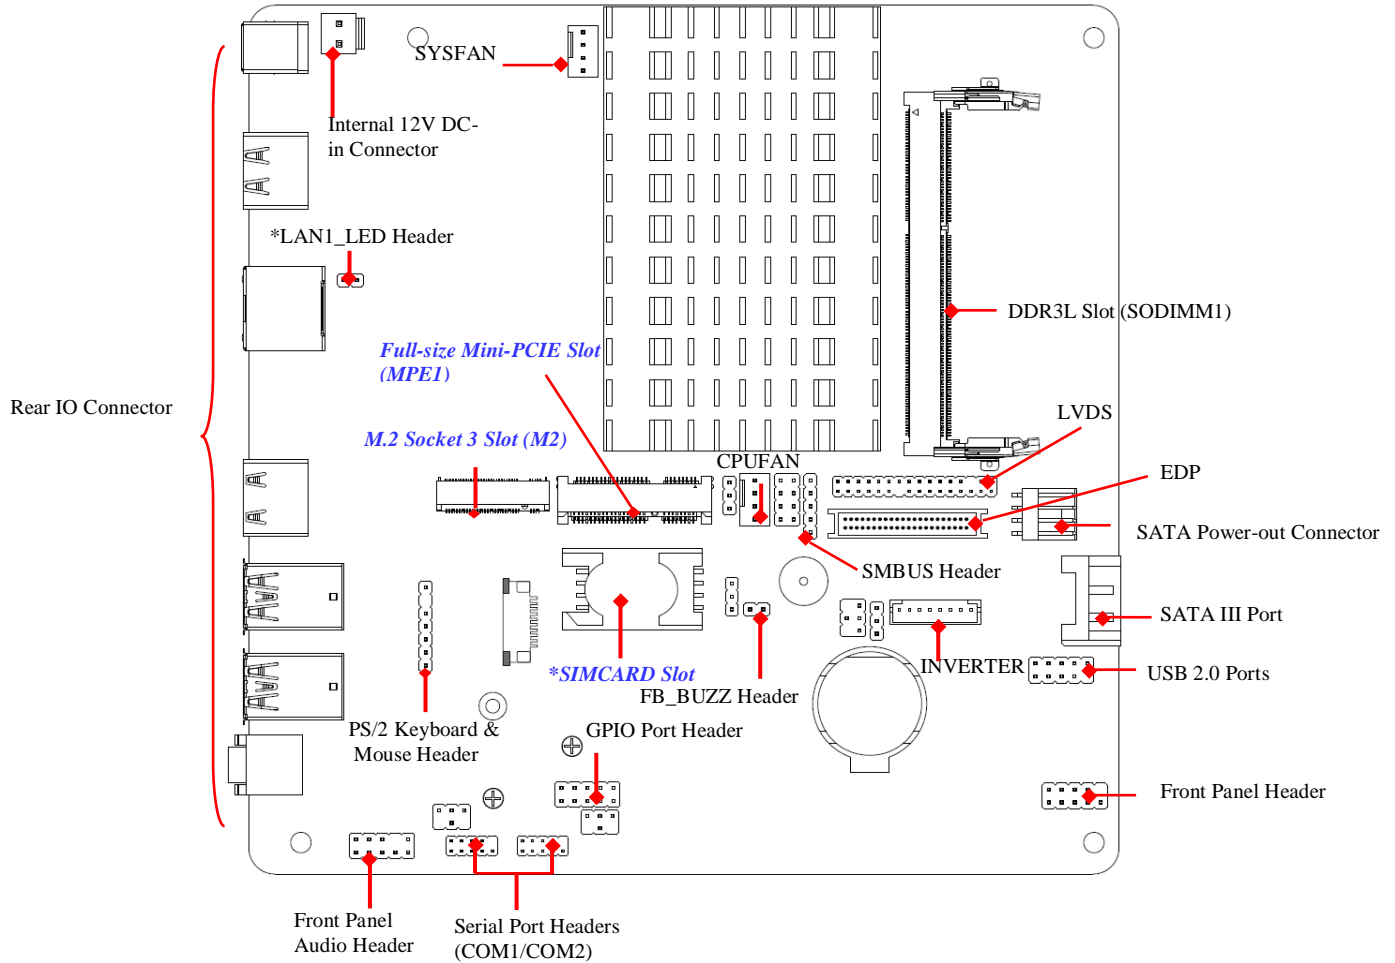 SYSFAN
Internal 12V DC-
in Connector
*LAN1_LED Header
DDR3L Slot (SODIMM1)
Full-size Mini-PCIE Slot
(MPE1)
Rear IO Connector
LVDS
M.2 Socket 3 Slot (M2)
CPUFAN
EDP
SATA Power-out Connector
SMBUS Header
SATA III Port
*SIMCARD Slot
INVERTER
USB 2.0 Ports
FB_BUZZ Header
PS/2 Keyboard &
Mouse Header
GPIO Port Header
Front Panel Header
Front Panel
Audio Header
Serial Port Headers
(COM1/COM2)